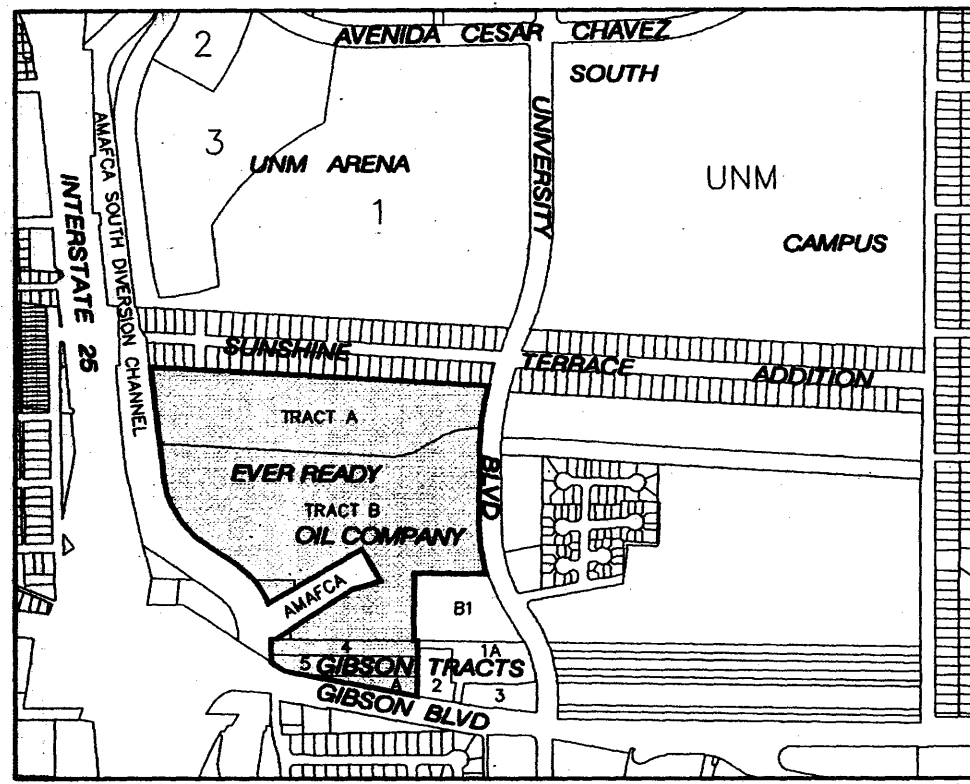 AVENIDA CESAR CHAVEZ
2
SOUTH
AMAFCA SOUTH DIVERSION CHANNEL
UNIVERSITY
3
UNM ARENA
UNM
INTERSTATE 25
1
CAMPUS
SUNSHINE TERRACE ADDITION
TRACT A
EVER READY
BLVD
TRACT B
OIL COMPANY
AMAFCA
B1
4
1A
5 GIBSON TRACTS
A
2
3
GIBSON BLVD